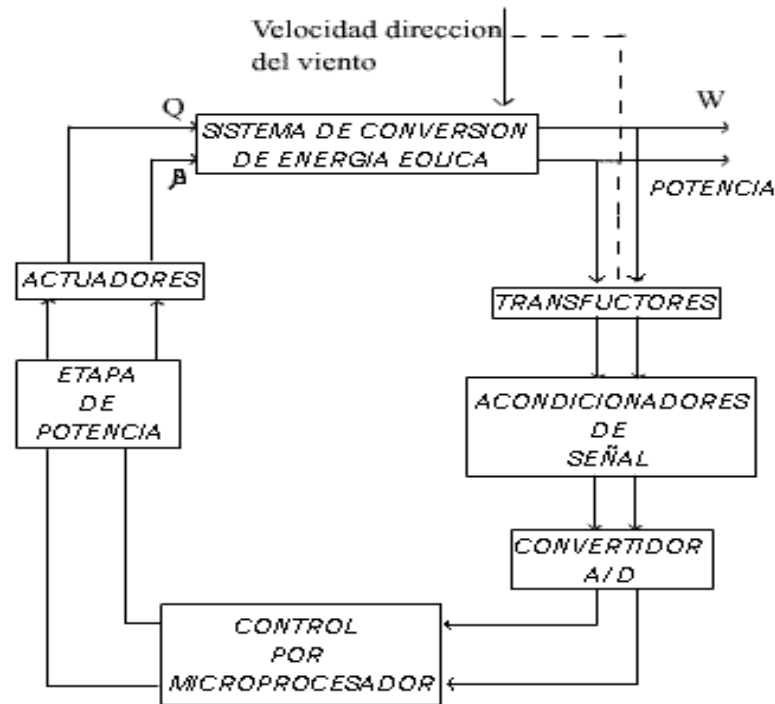 Velocidad direccion
del viento
Q
W
SISTEMA DE CONVERSION
DE ENERGIA EOLICA
β
POTENCIA
ACTUADORES
TRANSFUCTORES
ETAPA
DE
POTENCIA
ACONDICIONADORES
DE
SEÑAL
CONVERTIDOR
A/D
CONTROL
POR
MICROPROCESADOR